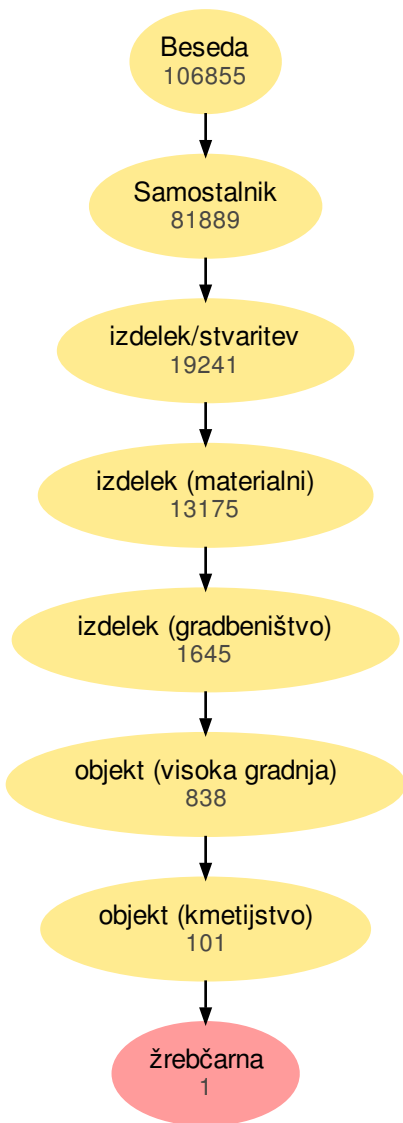 Beseda
106855
Samostalnik
81889
izdelek/stvaritev
19241
izdelek (materialni)
13175
izdelek (gradbeništvo)
1645
objekt (visoka gradnja)
838
objekt (kmetijstvo)
101
žrebčarna
1